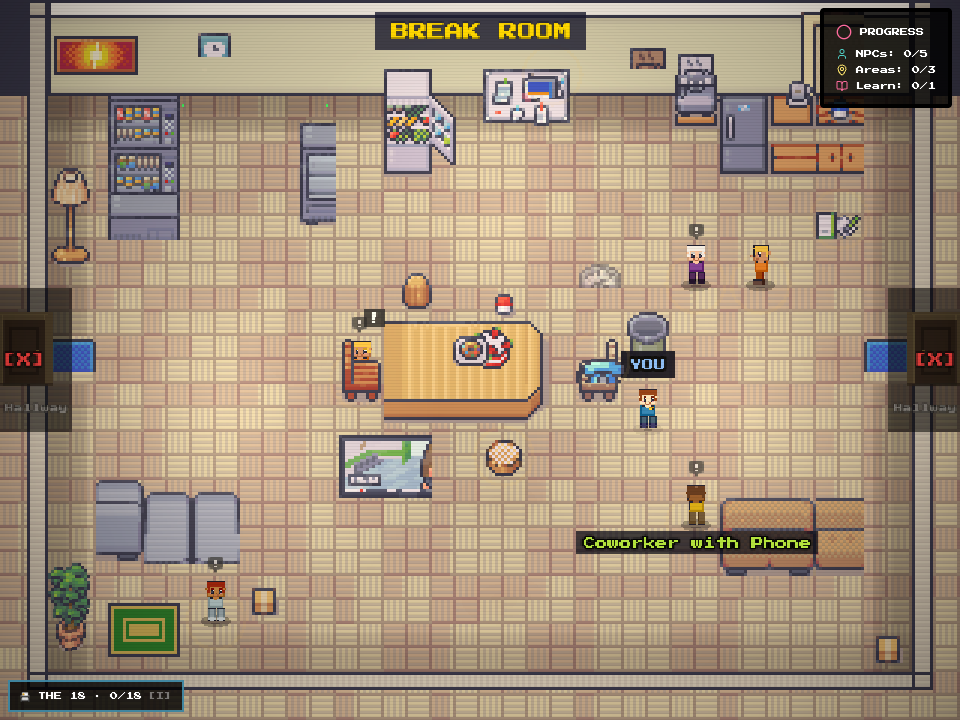 BREAK ROOM
PROGRESS
NPCs: 0/5
Areas: 0/3
Learn: 0/1
!
!
!
[X]
[X]
YOU
Hallway
Hallway
!
Coworker with Phone
!
THE 18 · 0/18 [I]